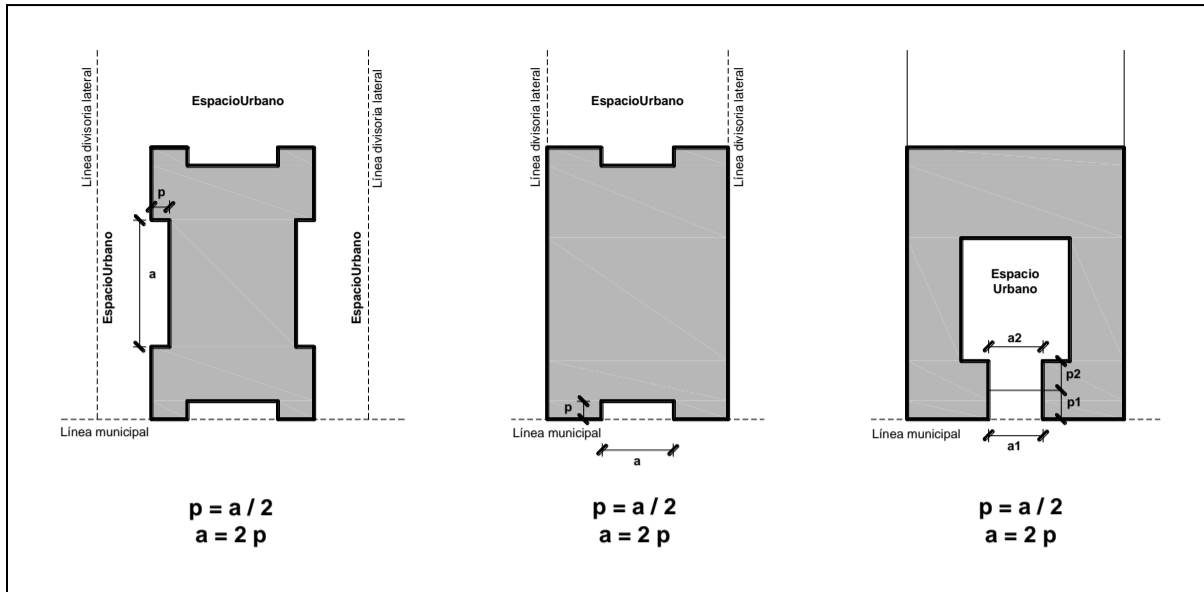 Línea divisoria lateral
EspacioUrbano
Línea divisoria lateral
p
EspacioUrbano
a
EspacioUrbano
Línea municipal
p = a / 2
a = 2 p
Línea divisoria lateral
EspacioUrbano
Línea divisoria lateral
p
Línea municipal
a
p = a / 2
a = 2 p
Espacio
Urbano
a2
p2
p1
Línea municipal
a1
p = a / 2
a = 2 p